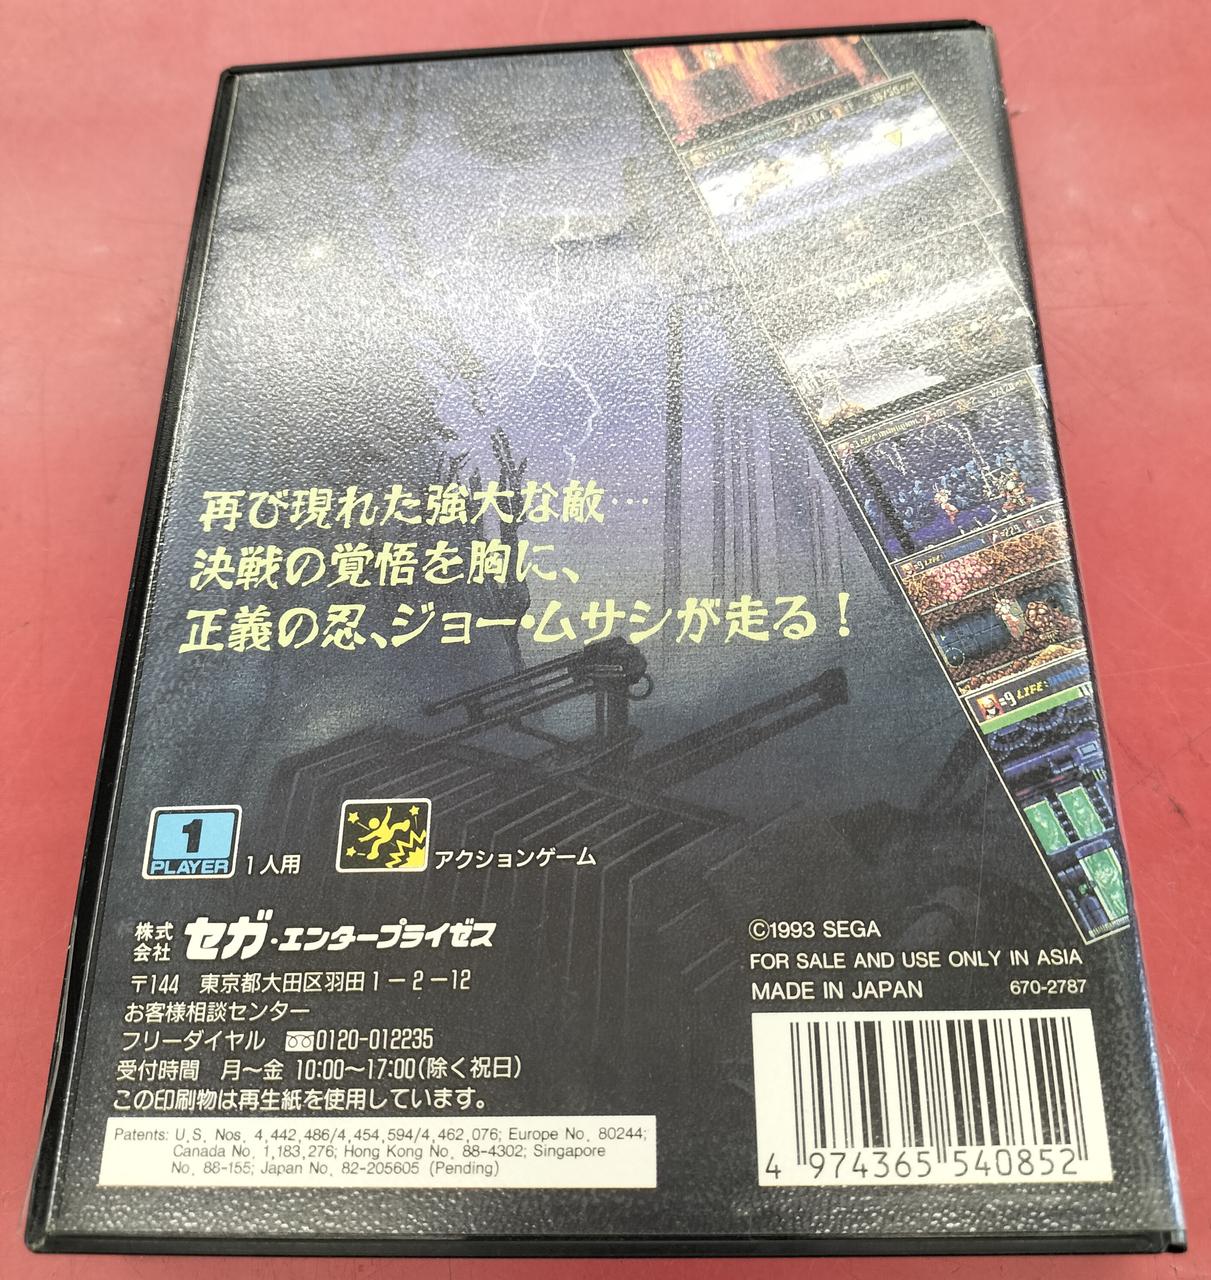 再び現れた強大な敵…
決戦の覚悟を胸に、
正義の忍、ジョー・ムサシが走る！
1
PLAYER
1人用
アクションゲーム
株式
会社
セガ・エンタープライゼス
〒144 東京都大田区羽田1－2－12
お客様相談センター
フリーダイヤル 0120-012235
受付時間 月～金 10:00～17:00(除く祝日)
この印刷物は再生紙を使用しています。
Patents: U.S. Nos. 4,442,486/4,454,594/4,462,076; Europe No. 80244;
Canada No. 1,183,276; Hong Kong No. 88-4302; Singapore
No. 88-155; Japan No. 82-205605 (Pending)
©1993 SEGA
FOR SALE AND USE ONLY IN ASIA
MADE IN JAPAN 670-2787
4 974365 540852
=9 LIFE: